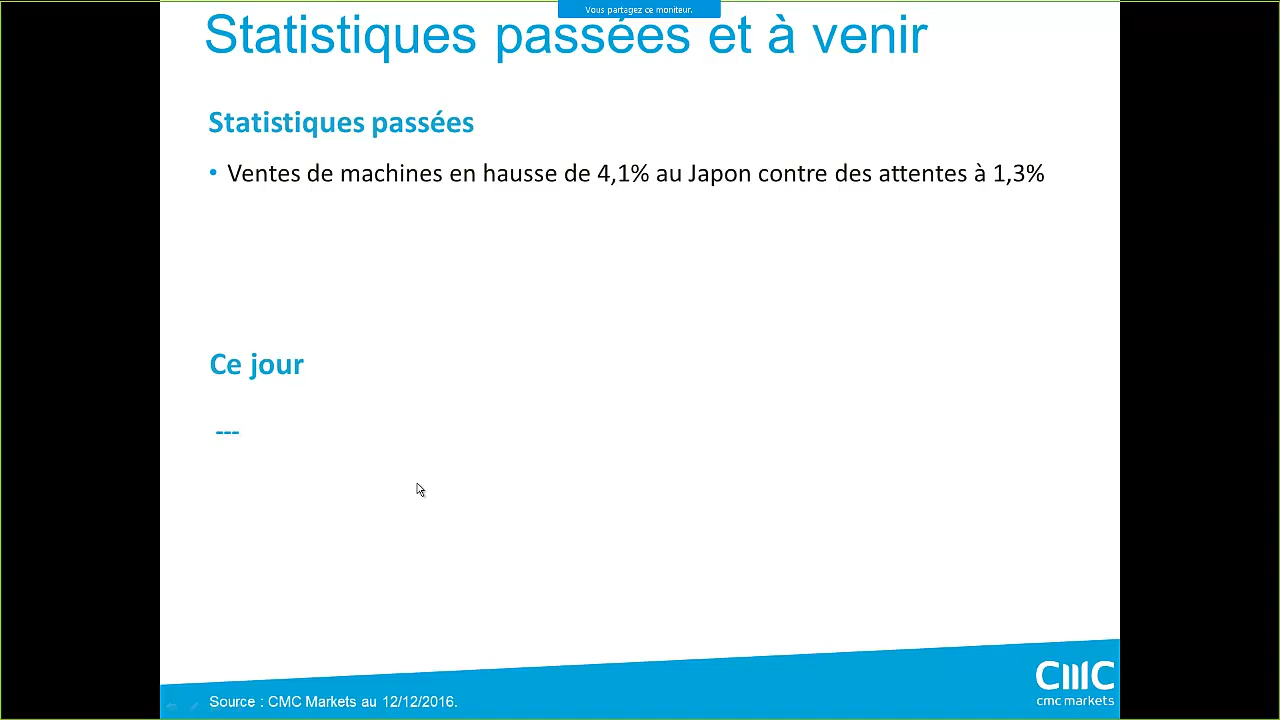 Vous partagez ce moniteur.
Statistiques passées et à venir
Statistiques passées
• Ventes de machines en hausse de 4,1% au Japon contre des attentes à 1,3%
Ce jour
---
CMC
cmc markets
Source : CMC Markets au 12/12/2016.